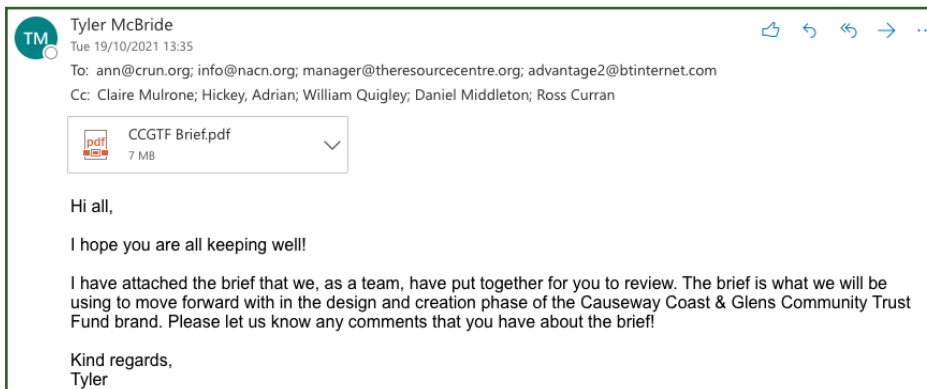 TM
Tyler McBride
Tue 19/10/2021 13:35
To: ann@crun.org; info@nacn.org; manager@theresourcecentre.org; advantage2@btinternet.com
Cc: Claire Mulrone; Hickey, Adrian; William Quigley; Daniel Middleton; Ross Curran
pdf
CCGTF Brief.pdf
7 MB
Hi all,
I hope you are all keeping well!
I have attached the brief that we, as a team, have put together for you to review. The brief is what we will be
using to move forward with in the design and creation phase of the Causeway Coast & Glens Community Trust
Fund brand. Please let us know any comments that you have about the brief!
Kind regards,
Tyler